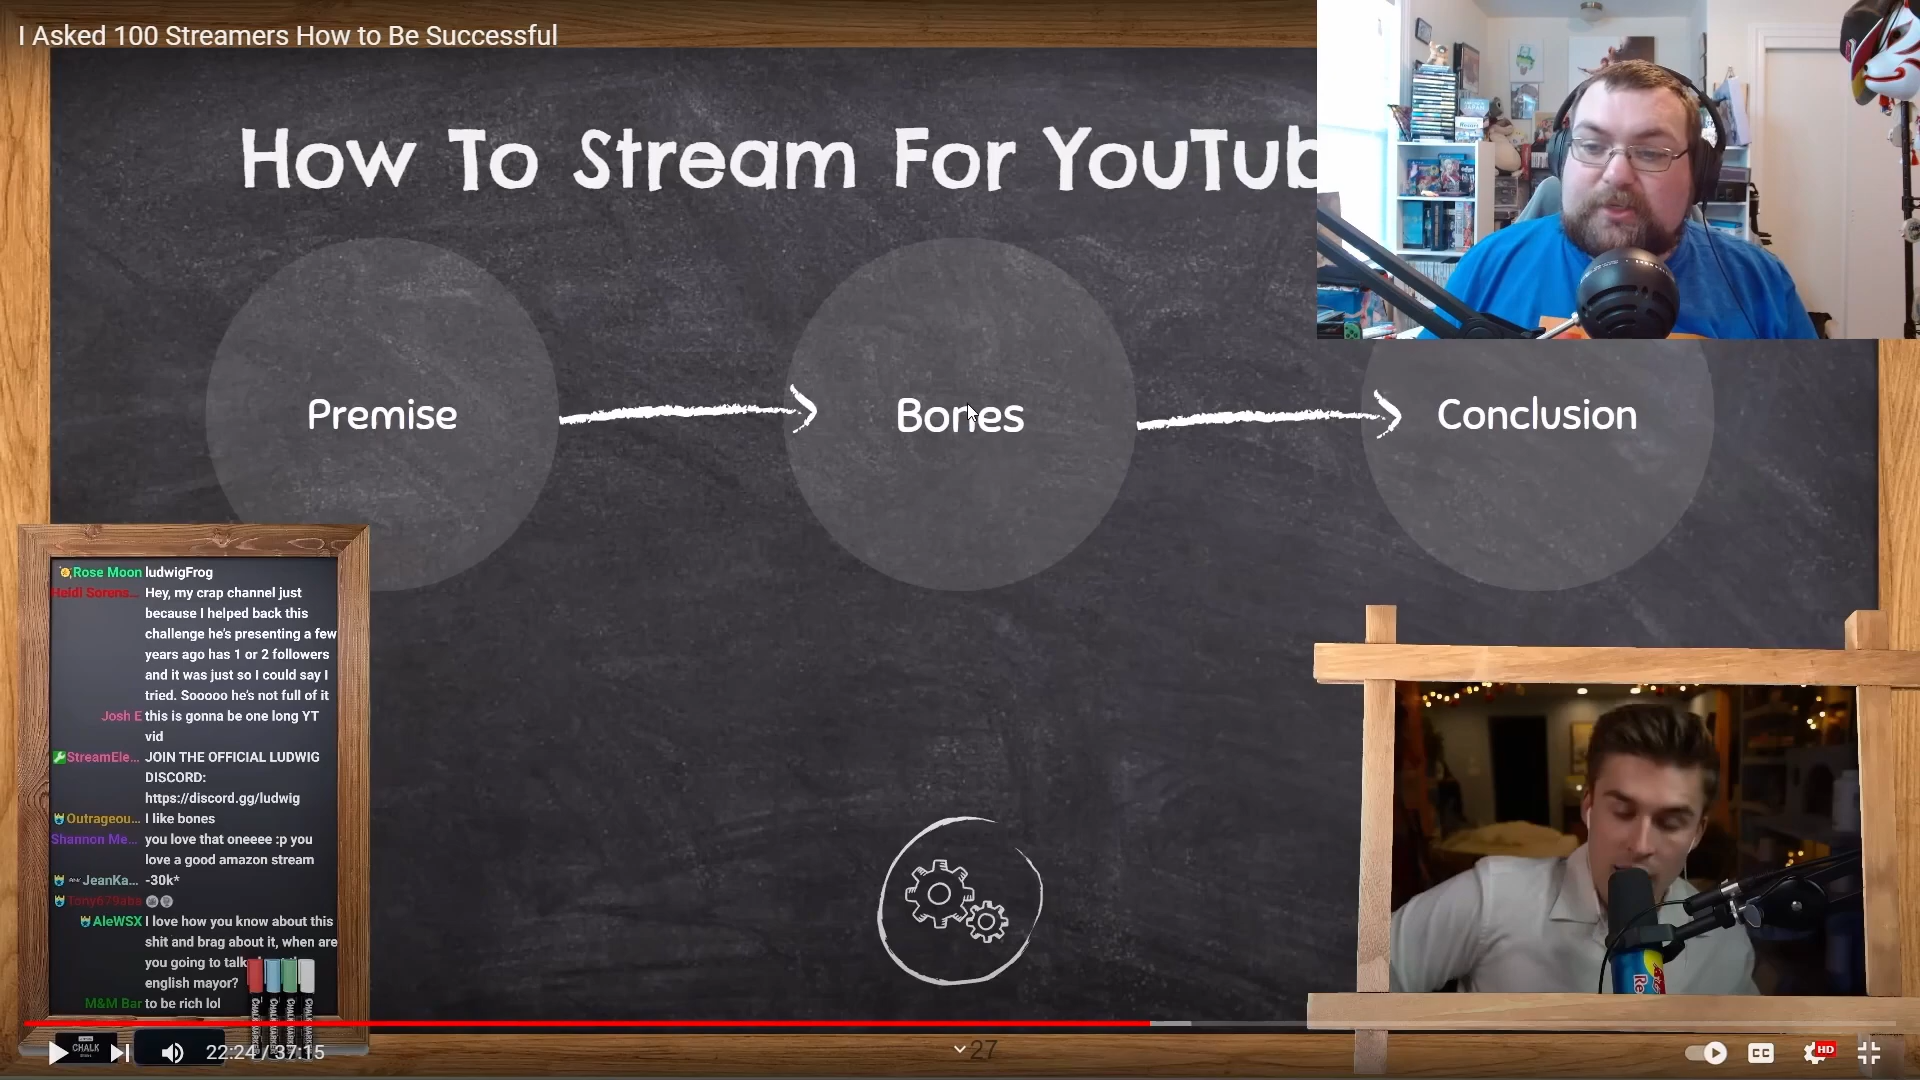 I Asked 100 Streamers How to Be Successful
How To Stream For YouTub
Premise
Bones
Conclusion
Rose Moon ludwigFrog
Heidi Sorens... Hey, my crap channel just
because I helped back this
challenge he's presenting a few
years ago has 1 or 2 followers
and it was just so I could say I
tried. Sooooo he's not full of it
Josh E this is gonna be one long YT
vid
StreamEle... JOIN THE OFFICIAL LUDWIG
DISCORD:
https://discord.gg/ludwig
Outrageou... I like bones
Shannon Me... you love that oneeee :p you
love a good amazon stream
JeanKa... -30k*
Tony679aba
AleWSX I love how you know about this
shit and brag about it, when are
you going to talk
english mayor?
M&M Bar to be rich lol
CHALK
22:24 / 37:15
27
CC
HD
Re